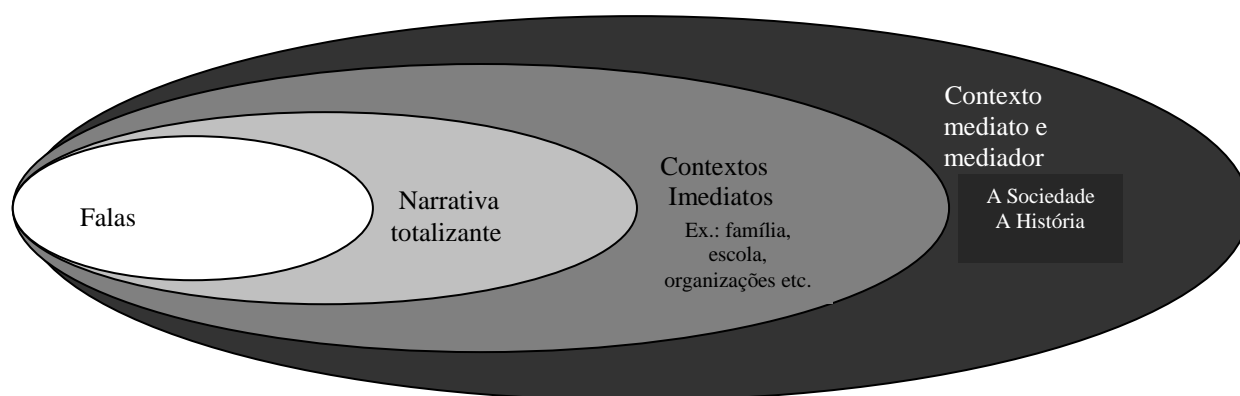 Falas
Narrativa
totalizante
Contextos
Imediatos
Ex.: família,
escola,
organizações etc.
Contexto
mediato e
mediador
A Sociedade
A História